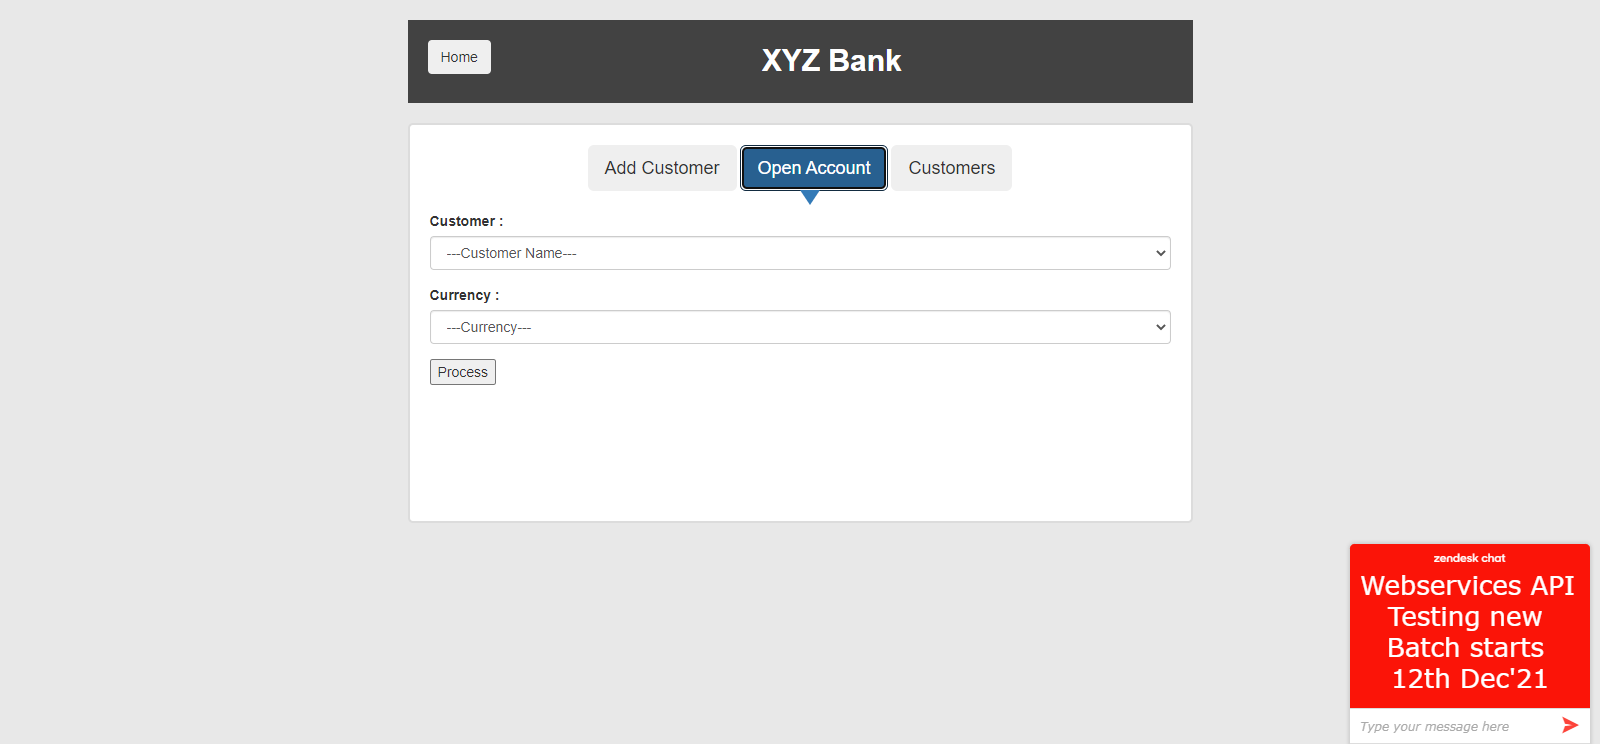 Home
XYZ Bank
Add Customer
Open Account
Customers
Customer :
---Customer Name---
Currency :
---Currency---
Process
zendesk chat
Webservices API
Testing new
Batch starts
12th Dec'21
Type your message here